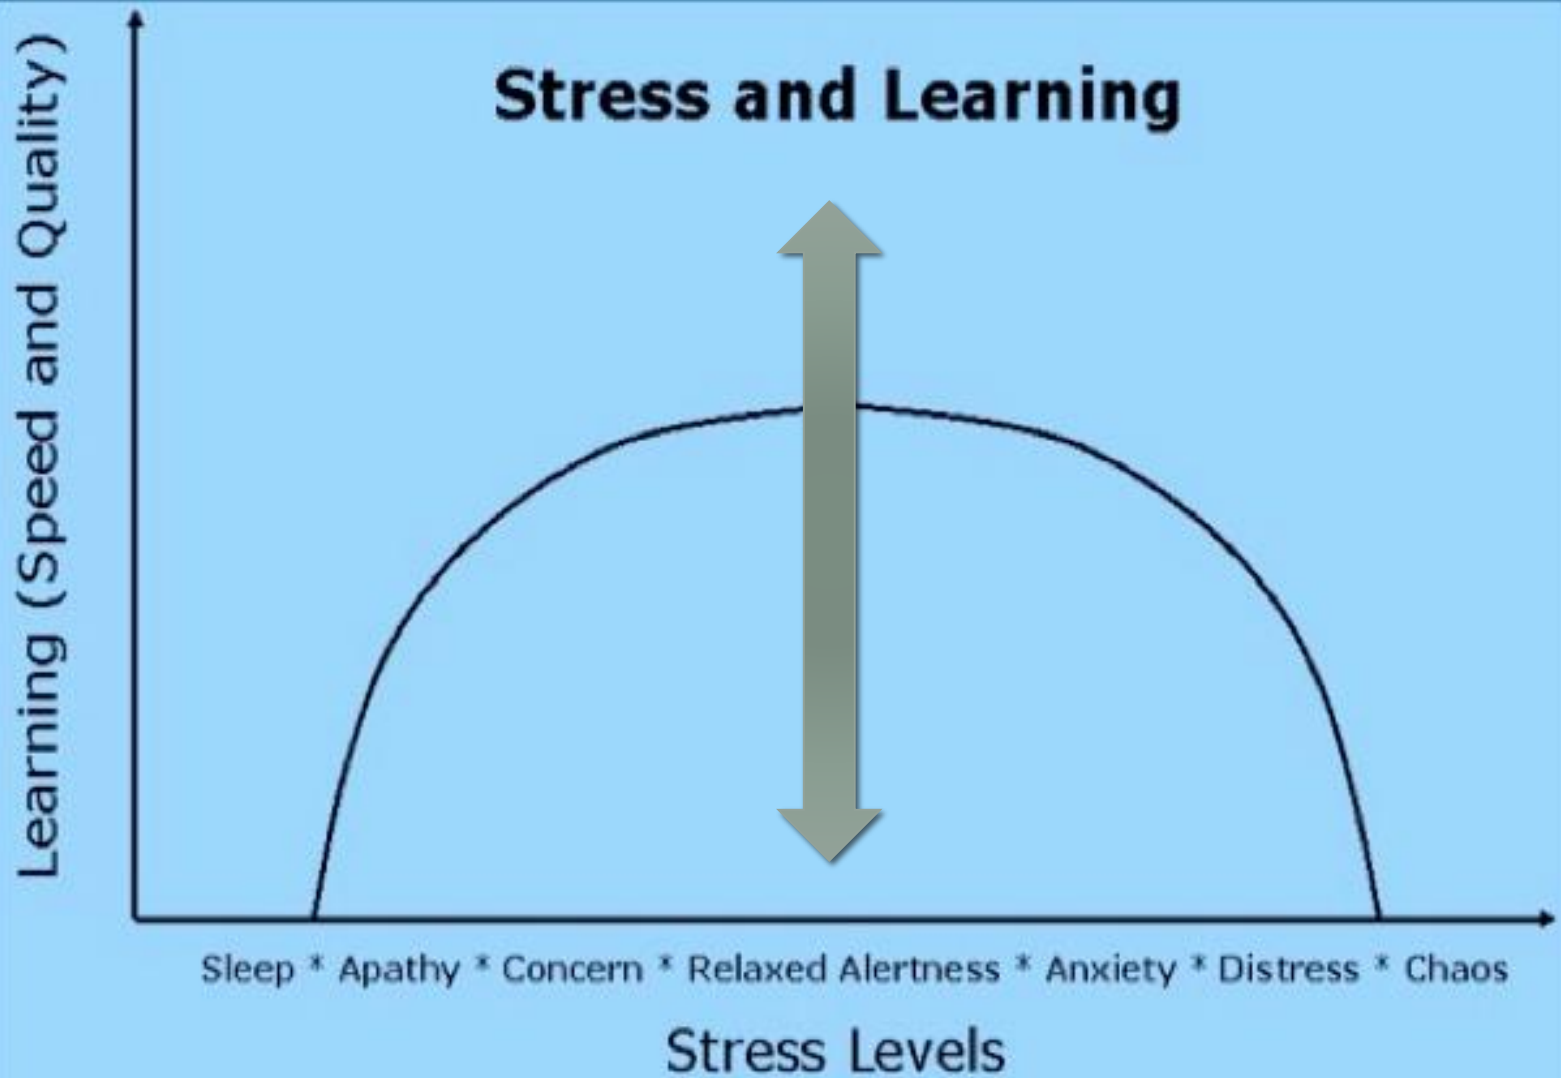 Stress and Learning
Learning (Speed and Quality)
Sleep * Apathy * Concern * Relaxed Alertness * Anxiety * Distress * Chaos
Stress Levels